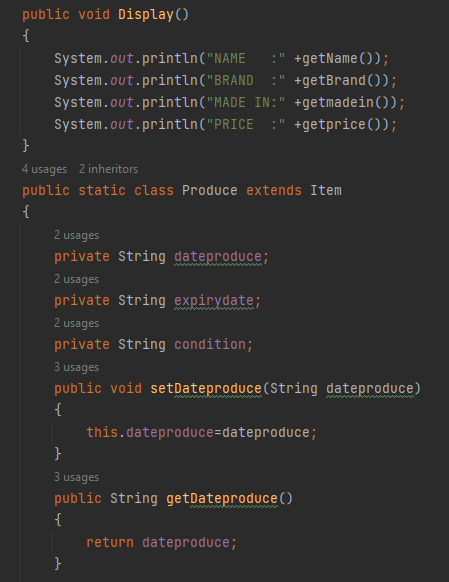 public void Display()
{
    System.out.println("NAME   :" +getName());
    System.out.println("BRAND  :" +getBrand());
    System.out.println("MADE IN:" +getmadein());
    System.out.println("PRICE  :" +getprice());
}
4 usages   2 inheritors
public static class Produce extends Item
{
    2 usages
    private String dateproduce;
    2 usages
    private String expirydate;
    2 usages
    private String condition;
    3 usages
    public void setDateproduce(String dateproduce)
    {
        this.dateproduce=dateproduce;
    }
    3 usages
    public String getDateproduce()
    {
        return dateproduce;
    }